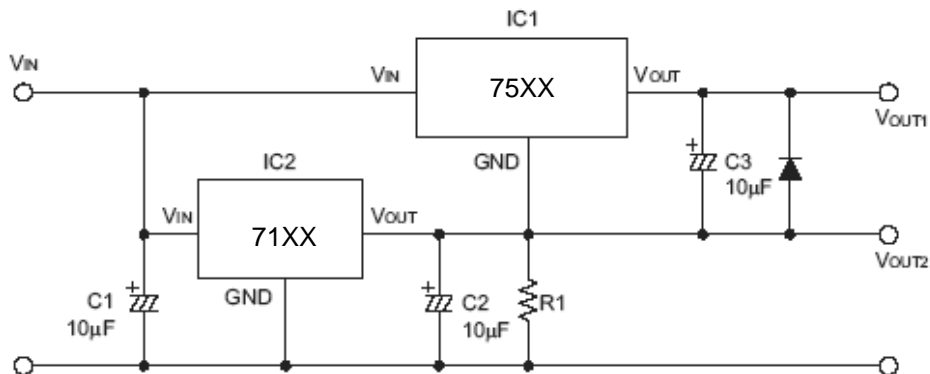 IC1
VIN
VIN
75XX
VOUT
VOUT1
GND
+
C3
10μF
IC2
VIN
71XX
VOUT
VOUT2
GND
+
C1
10μF
+
C2
10μF
R1